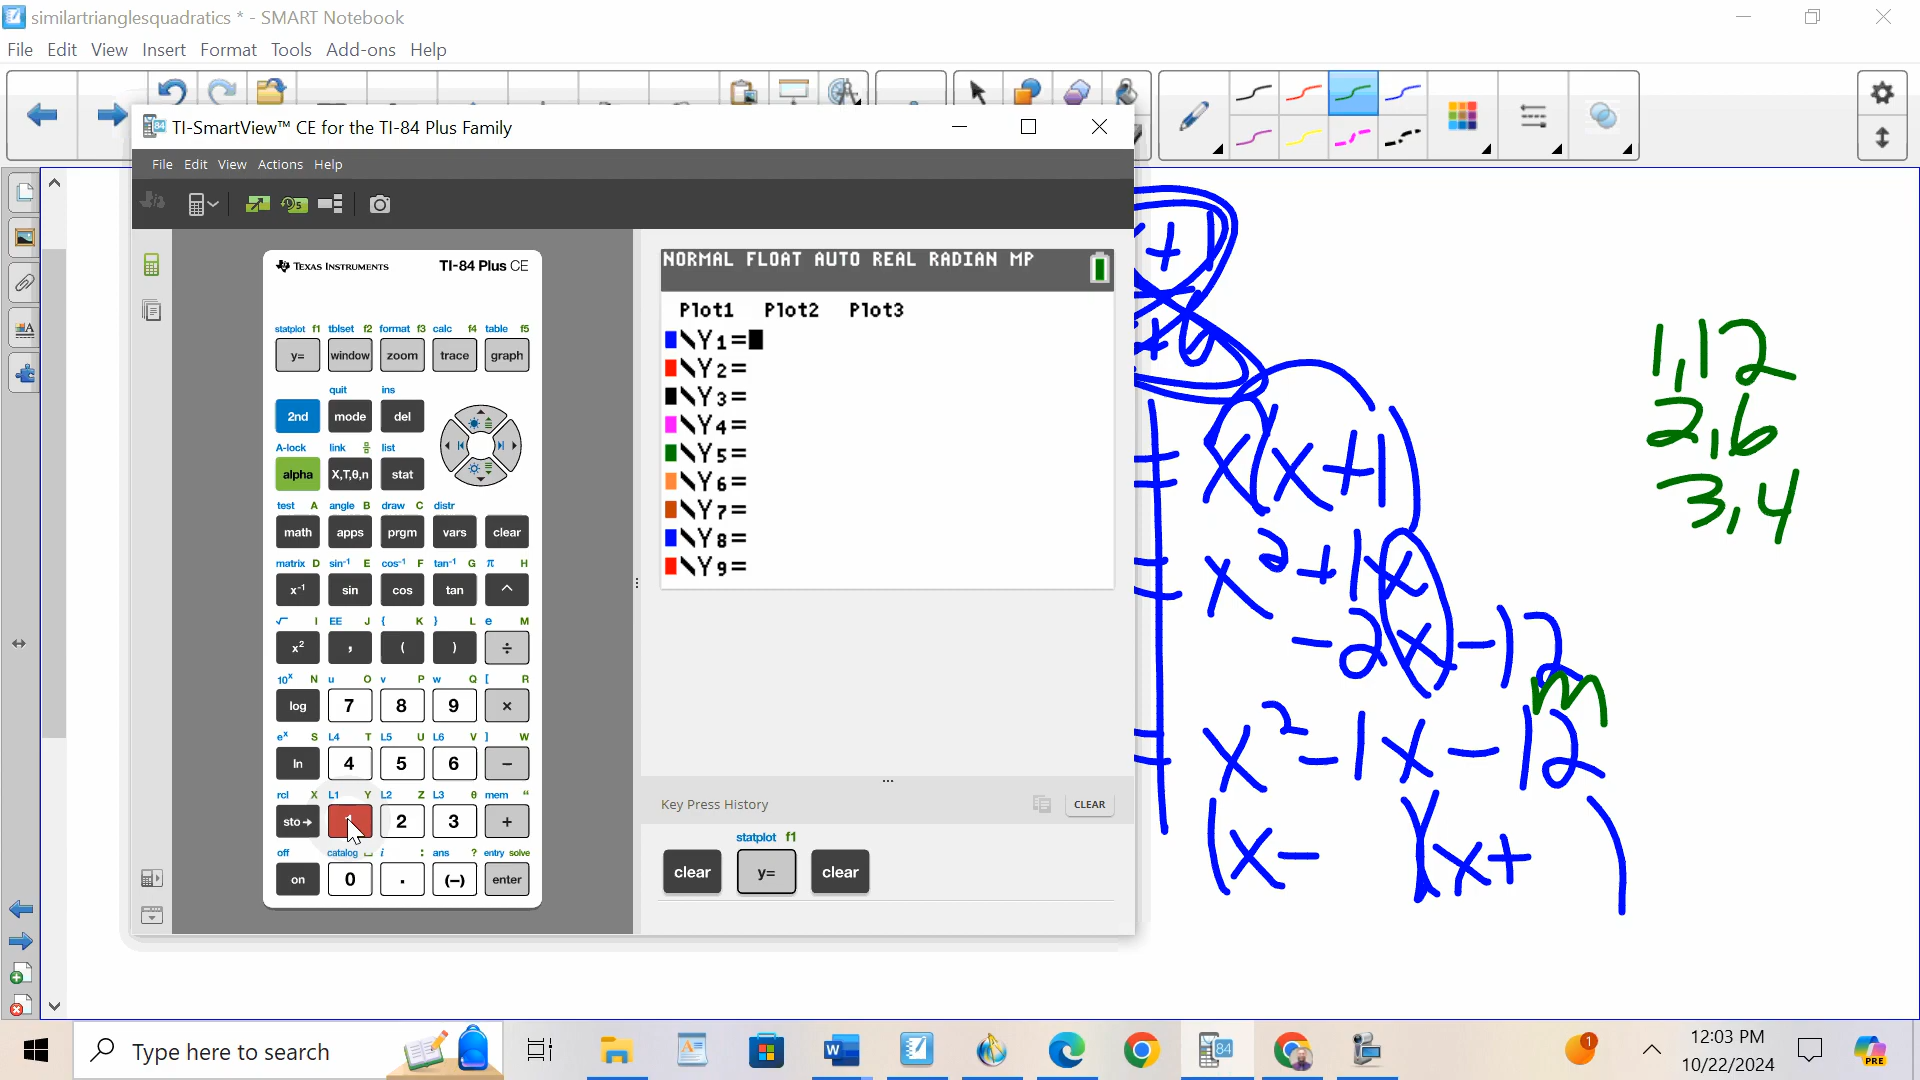 similartrianglesquadratics * - SMART Notebook
File Edit View Insert Format Tools Add-ons Help
TI-SmartView™ CE for the TI-84 Plus Family
File Edit View Actions Help
TEXAS INSTRUMENTS TI-84 Plus CE
statplot f1 tblset f2 format f3 calc f4 table f5
y= window zoom trace graph
quit ins
2nd mode del
A-lock link list
alpha X,T,θ,n stat
test A angle B draw C distr
math apps prgm vars clear
matrix D sin⁻¹ E cos⁻¹ F tan⁻¹ G π H
x⁻¹ sin cos tan ^
√ I EE J { K } L e M
x² , ( ) ÷
10ˣ N u O v P w Q [ R
log 7 8 9 ×
eˣ S L4 T L5 U L6 V ] W
ln 4 5 6 −
rcl X L1 Y L2 Z L3 θ mem "
sto→ 1 2 3 +
off catalog i : ans ? entry solve
on 0 . (–) enter
NORMAL FLOAT AUTO REAL RADIAN MP
Plot1 Plot2 Plot3
\Y1=
\Y2=
\Y3=
\Y4=
\Y5=
\Y6=
\Y7=
\Y8=
\Y9=
Key Press History
CLEAR
statplot f1
clear y= clear
+1
+6
= x(x+1)
= x²+1x
-2x-12
m
= x²-1x-12
(x- )(x+ )
1,12
2,6
3,4
Type here to search
84
1
12:03 PM
10/22/2024
PRE